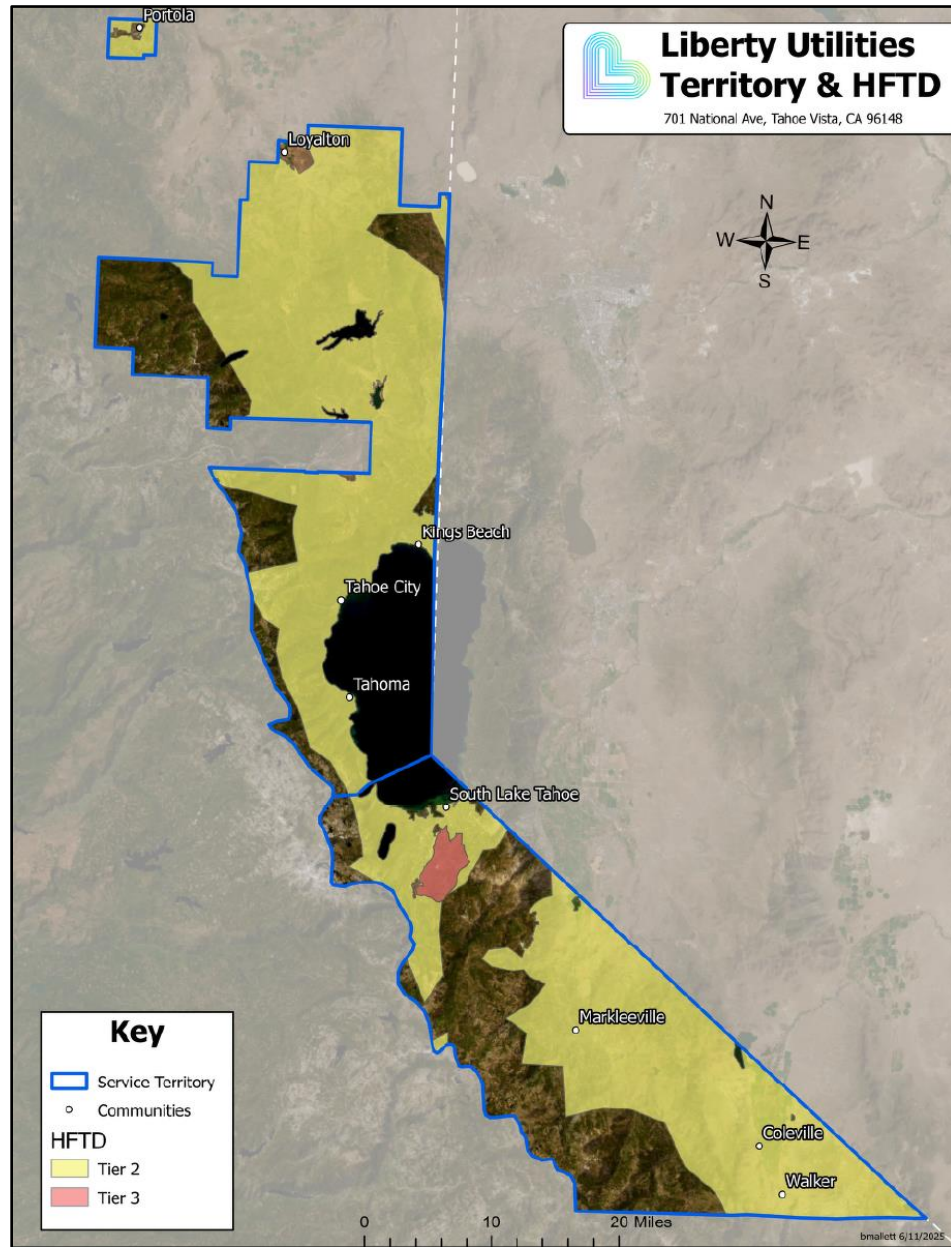 Portola
Liberty Utilities
Territory & HFTD
701 National Ave, Tahoe Vista, CA 96148
Loyalton
N
W E
S
Kings Beach
Tahoe City
Tahoma
South Lake Tahoe
Markleeville
Coleville
Walker
Key
Service Territory
Communities
HFTD
Tier 2
Tier 3
0 10 20 Miles
bmallett 6/11/2025